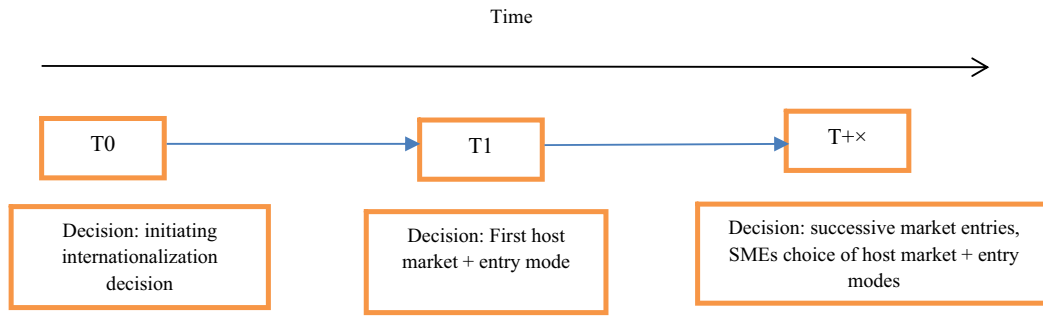 Time
T0
T1
T+×
Decision: initiating
internationalization
decision
Decision: First host
market + entry mode
Decision: successive market entries,
SMEs choice of host market + entry
modes